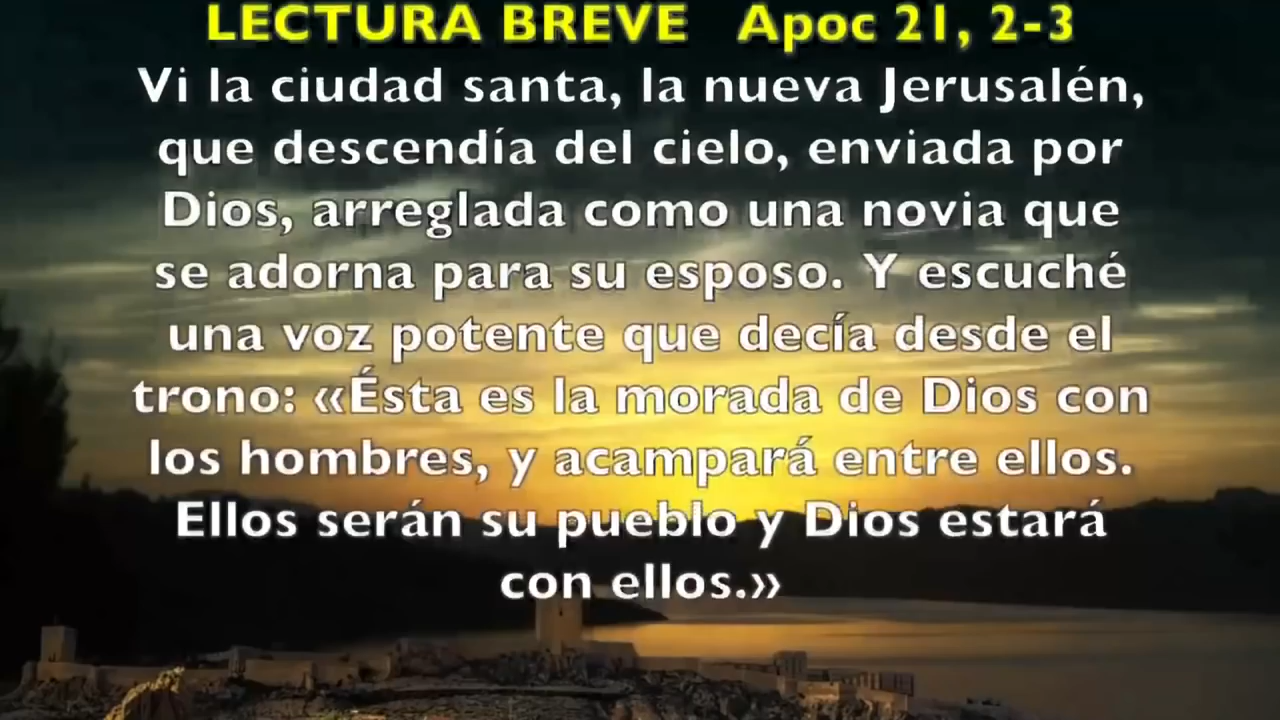 LECTURA BREVE Apoc 21, 2-3
Vi la ciudad santa, la nueva Jerusalén,
que descendía del cielo, enviada por
Dios, arreglada como una novia que
se adorna para su esposo. Y escuché
una voz potente que decía desde el
trono: «Ésta es la morada de Dios con
los hombres, y acampará entre ellos.
Ellos serán su pueblo y Dios estará
con ellos.»